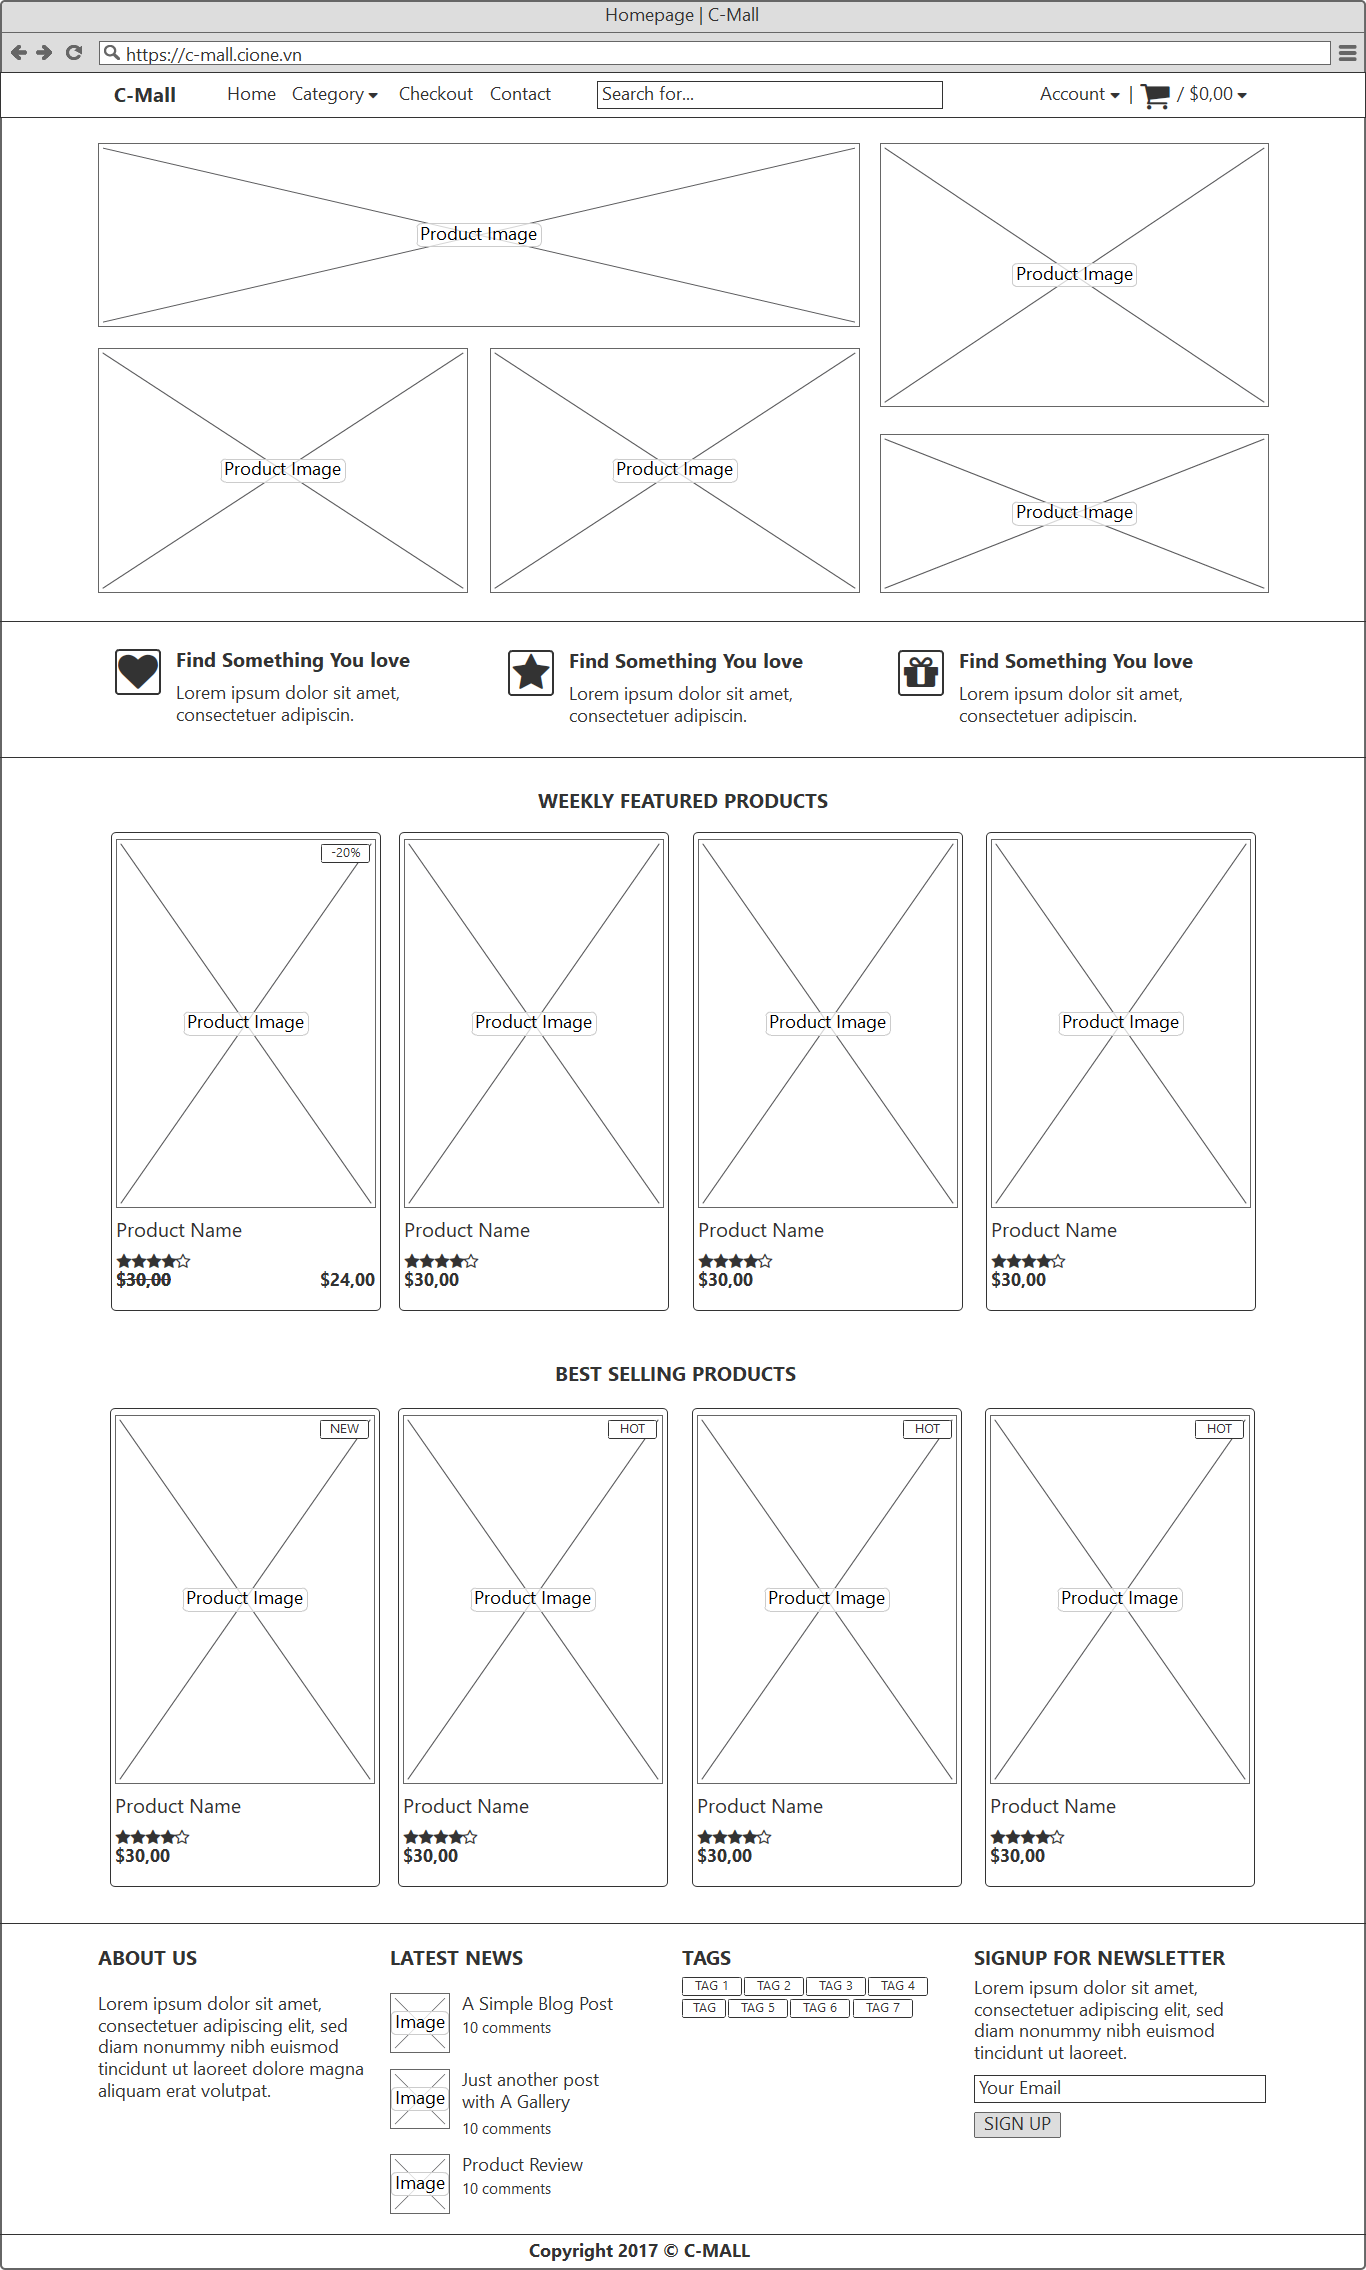 Homepage | C-Mall
https://c-mall.cione.vn
C-Mall Home Category Checkout Contact Search for... Account | / $0,00
Product Image
Product Image
Product Image Product Image
Product Image
Find Something You love
Lorem ipsum dolor sit amet,
consectetuer adipiscin.
Find Something You love
Lorem ipsum dolor sit amet,
consectetuer adipiscin.
Find Something You love
Lorem ipsum dolor sit amet,
consectetuer adipiscin.
WEEKLY FEATURED PRODUCTS
-20%
Product Image Product Image Product Image Product Image
Product Name Product Name Product Name Product Name
$30,00 $24,00 $30,00 $30,00 $30,00
BEST SELLING PRODUCTS
NEW HOT HOT HOT
Product Image Product Image Product Image Product Image
Product Name Product Name Product Name Product Name
$30,00 $30,00 $30,00 $30,00
ABOUT US
Lorem ipsum dolor sit amet,
consectetuer adipiscing elit, sed
diam nonummy nibh euismod
tincidunt ut laoreet dolore magna
aliquam erat volutpat.
LATEST NEWS
Image
A Simple Blog Post
10 comments
Image
Just another post
with A Gallery
10 comments
Image
Product Review
10 comments
TAGS
TAG 1 TAG 2 TAG 3 TAG 4
TAG TAG 5 TAG 6 TAG 7
SIGNUP FOR NEWSLETTER
Lorem ipsum dolor sit amet,
consectetuer adipiscing elit, sed
diam nonummy nibh euismod
tincidunt ut laoreet.
Your Email
SIGN UP
Copyright 2017 © C-MALL